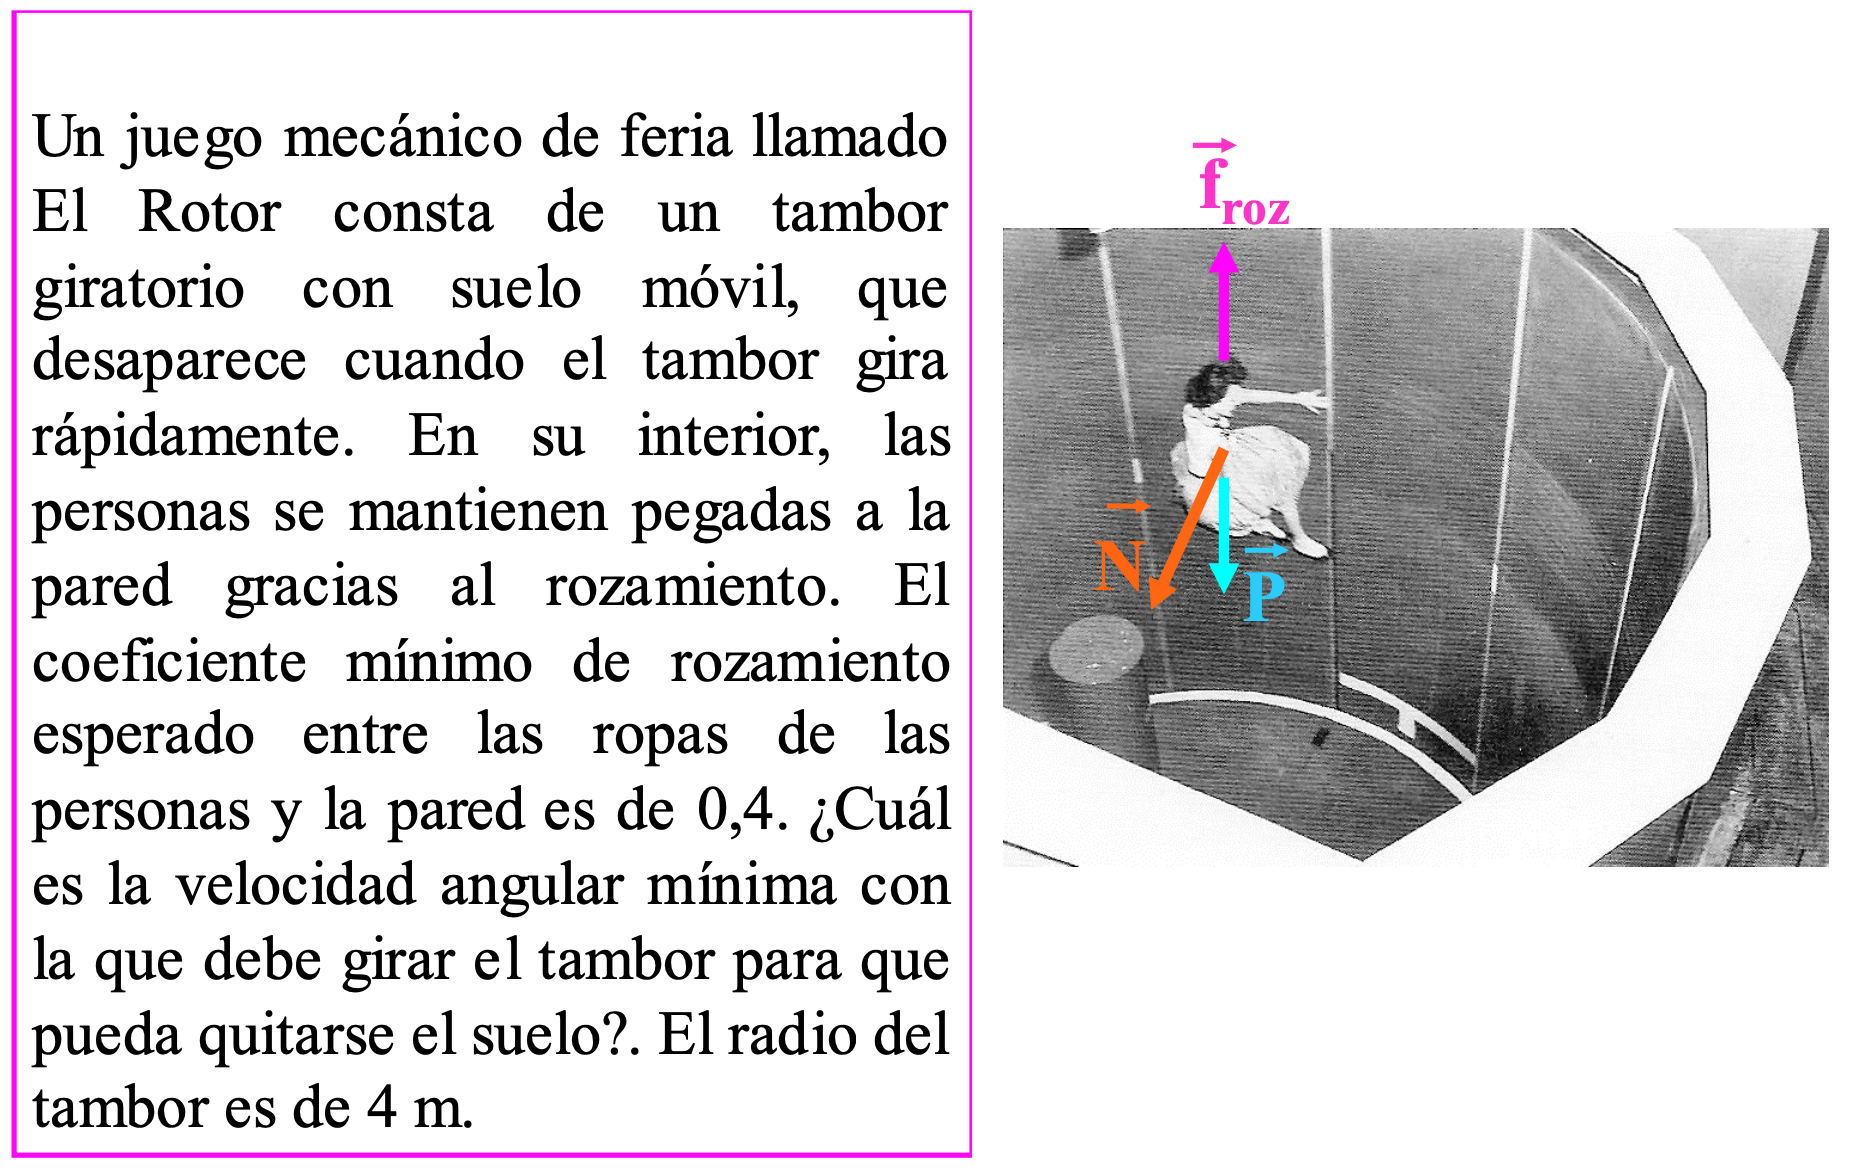 Un juego mecánico de feria llamado
El Rotor consta de un tambor
giratorio con suelo móvil, que
desaparece cuando el tambor gira
rápidamente. En su interior, las
personas se mantienen pegadas a la
pared gracias al rozamiento. El
coeficiente mínimo de rozamiento
esperado entre las ropas de las
personas y la pared es de 0,4. ¿Cuál
es la velocidad angular mínima con
la que debe girar el tambor para que
pueda quitarse el suelo?. El radio del
tambor es de 4 m.
f roz
N
P